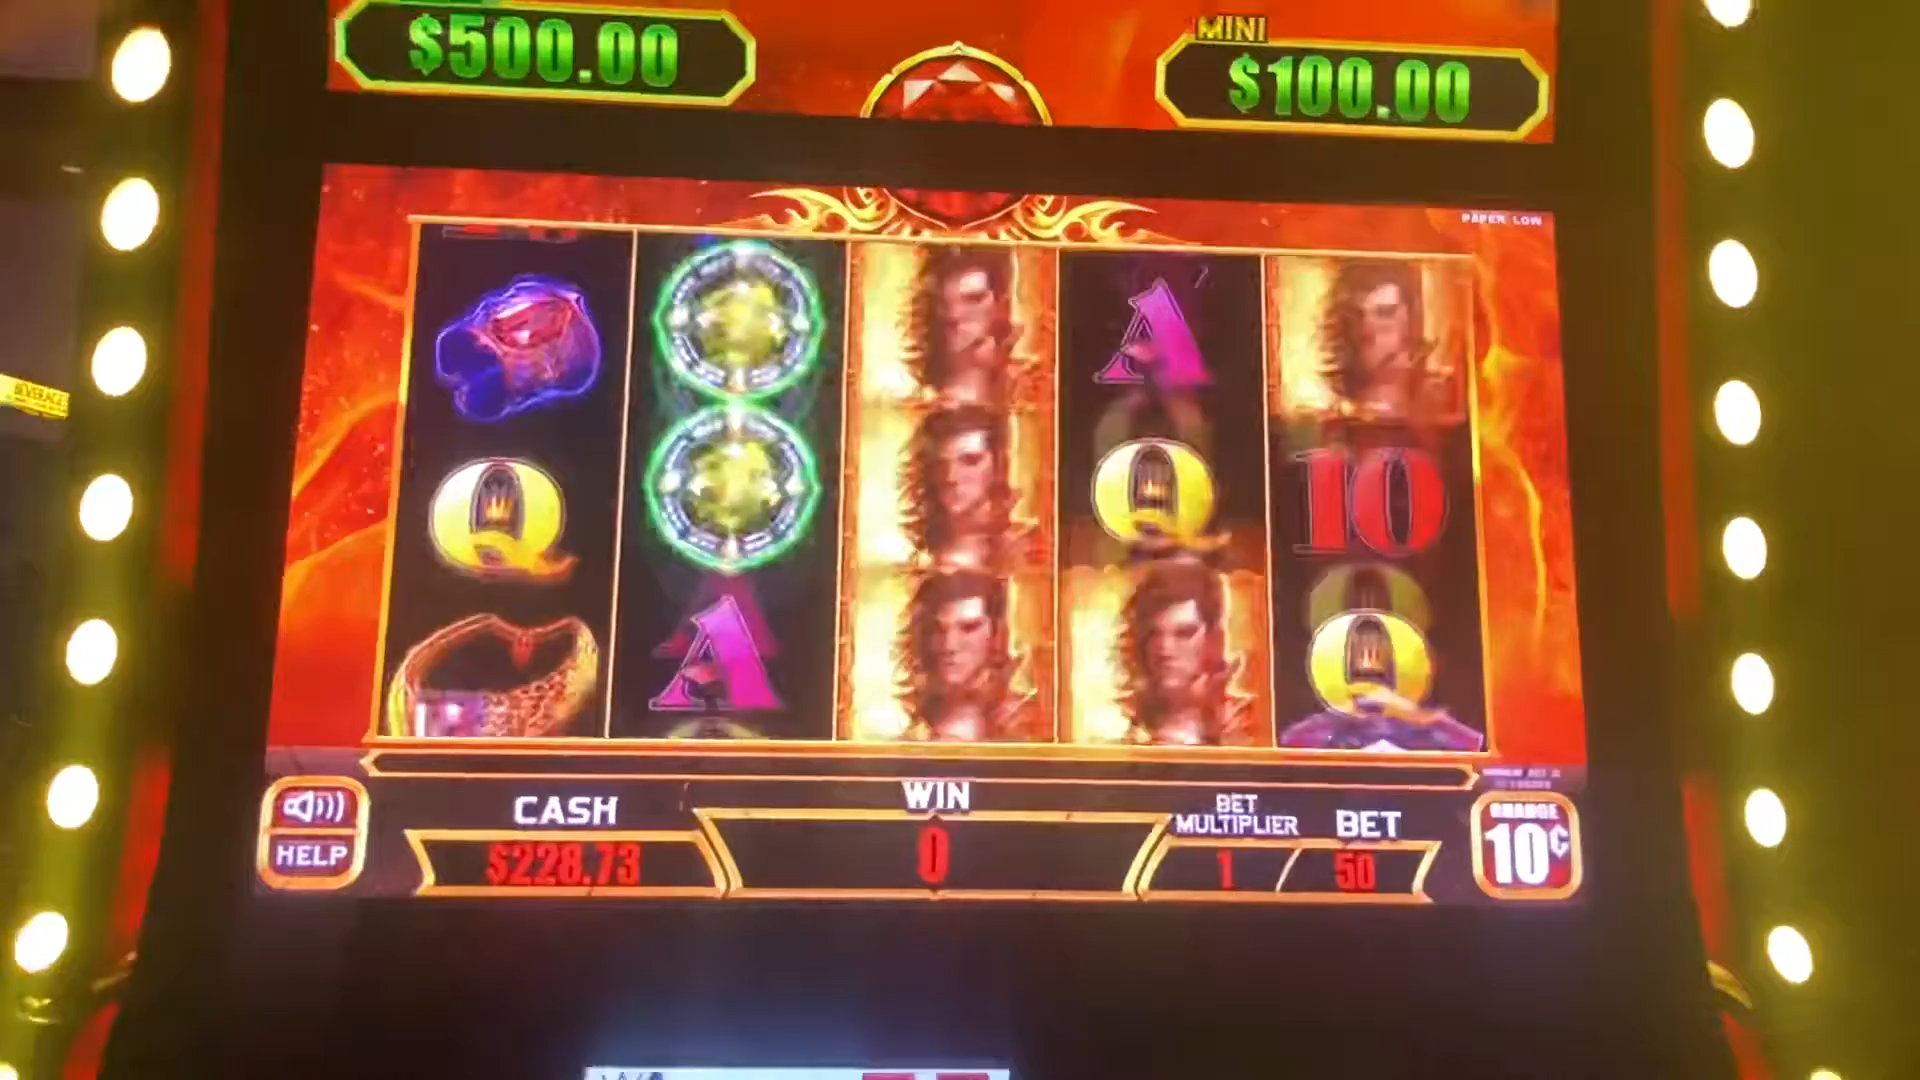 $500.00
MINI
$100.00
PAPER LOW
BEVERAGE
A
Q
Q
10
A
Q
CASH
WIN
BET
MULTIPLIER
BET
HELP
$228.73
0
1
50
10¢